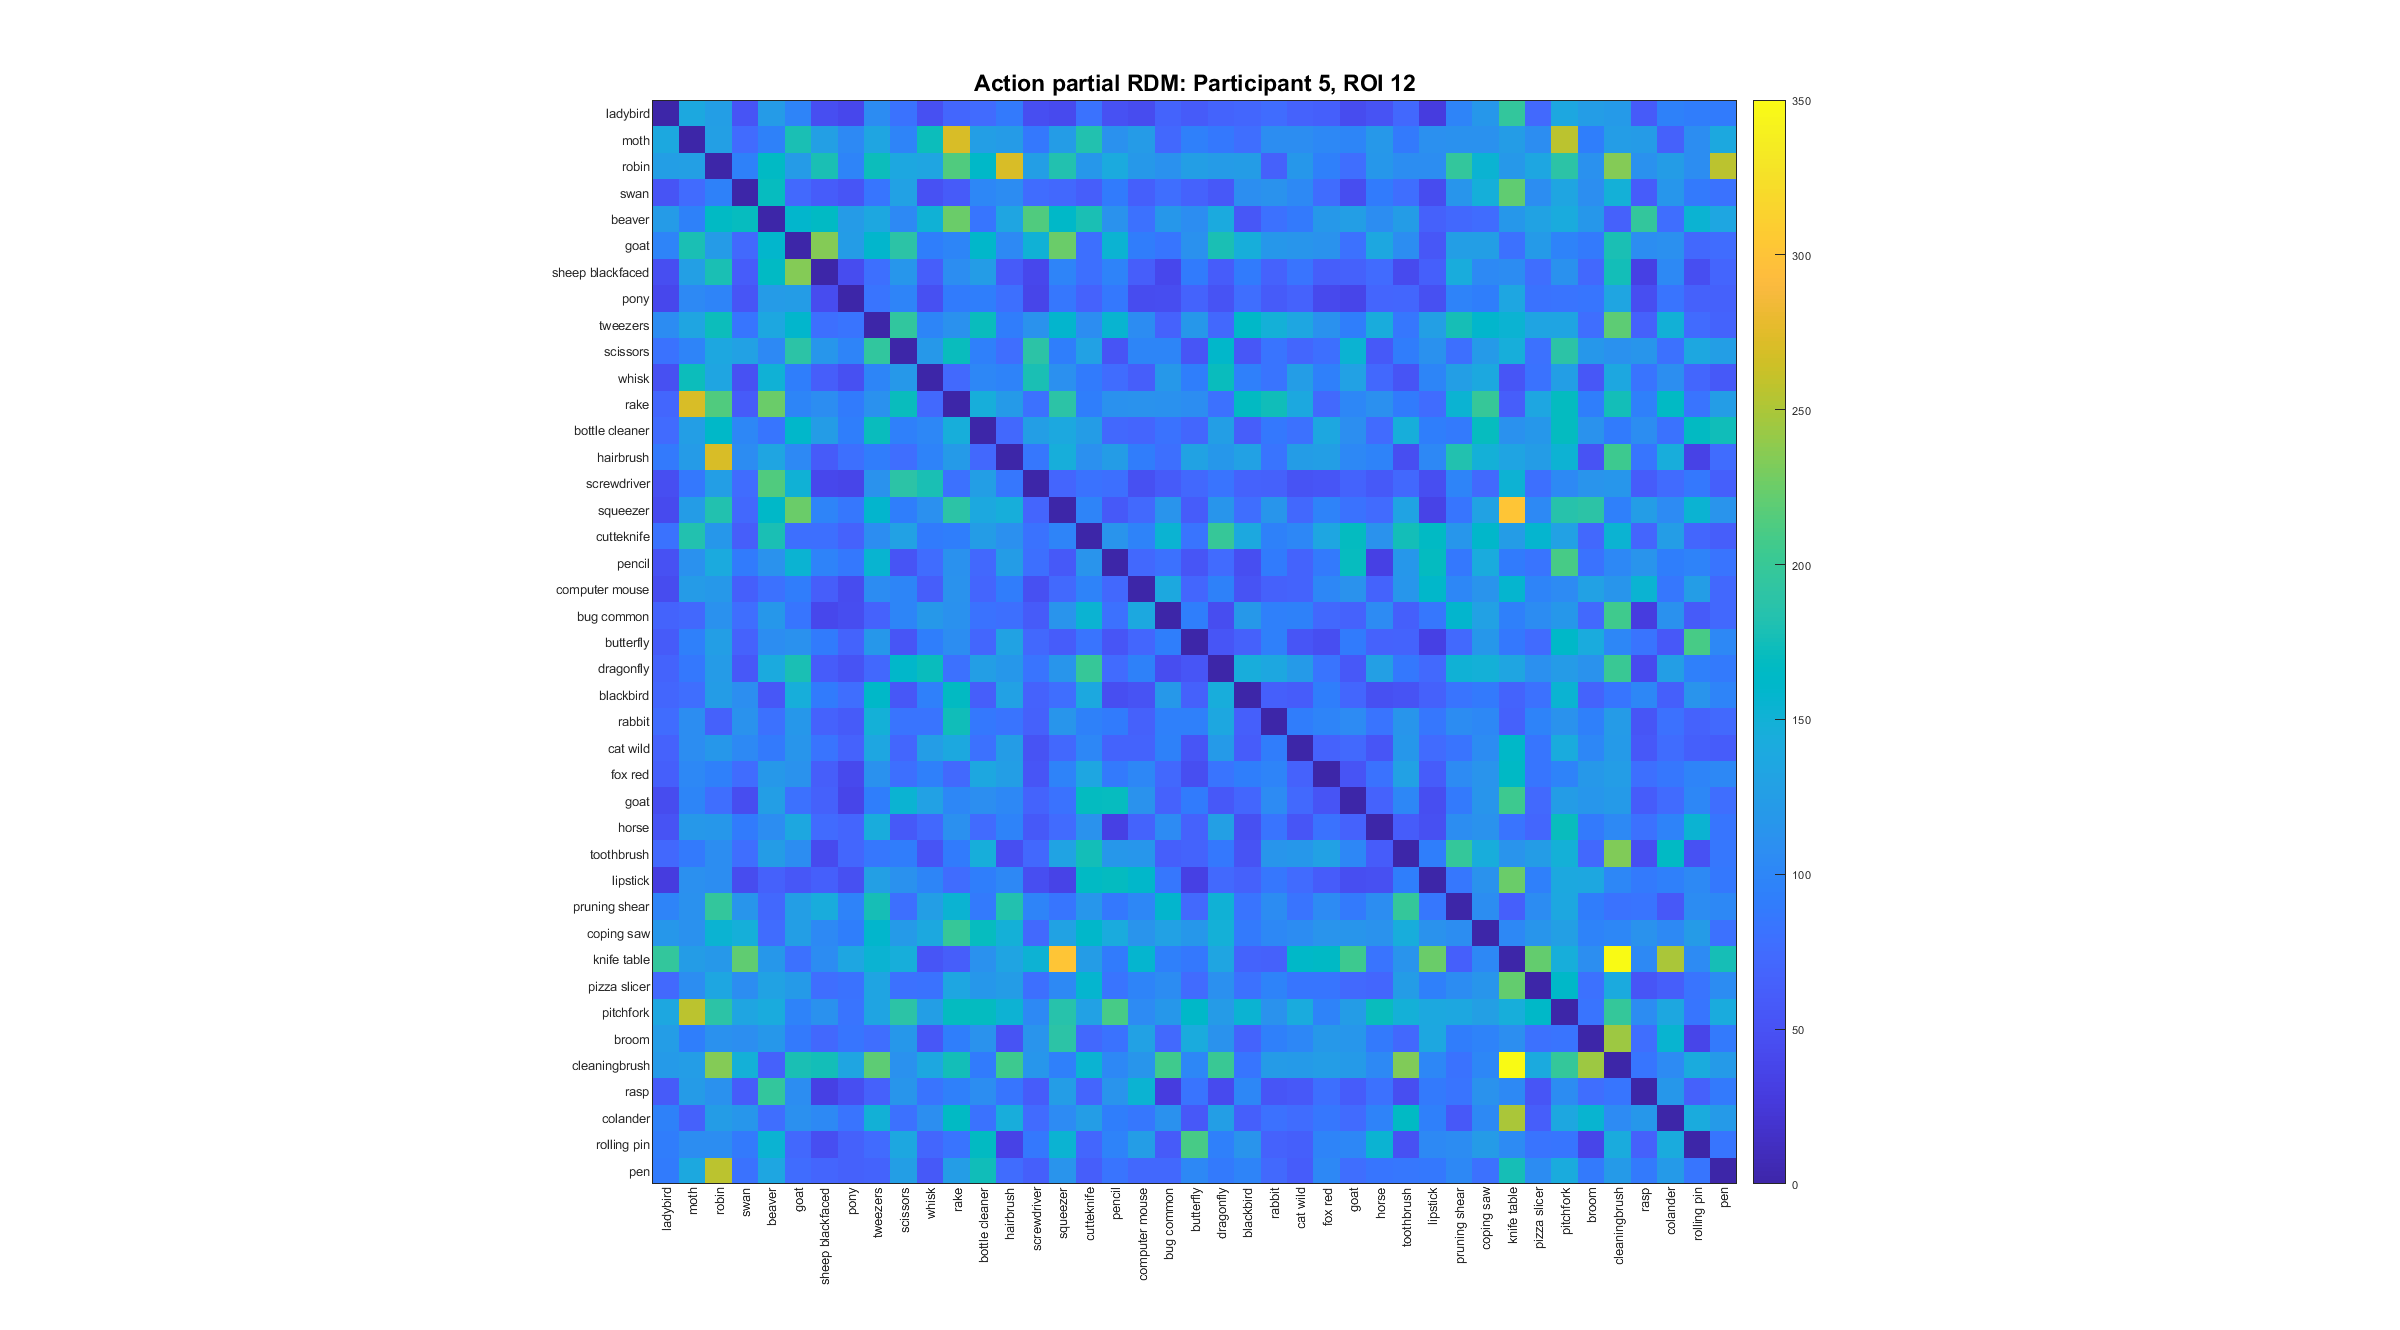 Action partial RDM: Participant 5, ROI 12
ladybird
moth
robin
swan
beaver
goat
sheep blackfaced
pony
tweezers
scissors
whisk
rake
bottle cleaner
hairbrush
screwdriver
squeezer
cutteknife
pencil
computer mouse
bug common
butterfly
dragonfly
blackbird
rabbit
cat wild
fox red
goat
horse
toothbrush
lipstick
pruning shear
coping saw
knife table
pizza slicer
pitchfork
broom
cleaningbrush
rasp
colander
rolling pin
pen
ladybird
moth
robin
swan
beaver
goat
sheep blackfaced
pony
tweezers
scissors
whisk
rake
bottle cleaner
hairbrush
screwdriver
squeezer
cutteknife
pencil
computer mouse
bug common
butterfly
dragonfly
blackbird
rabbit
cat wild
fox red
goat
horse
toothbrush
lipstick
pruning shear
coping saw
knife table
pizza slicer
pitchfork
broom
cleaningbrush
rasp
colander
rolling pin
pen
350
300
250
200
150
100
50
0